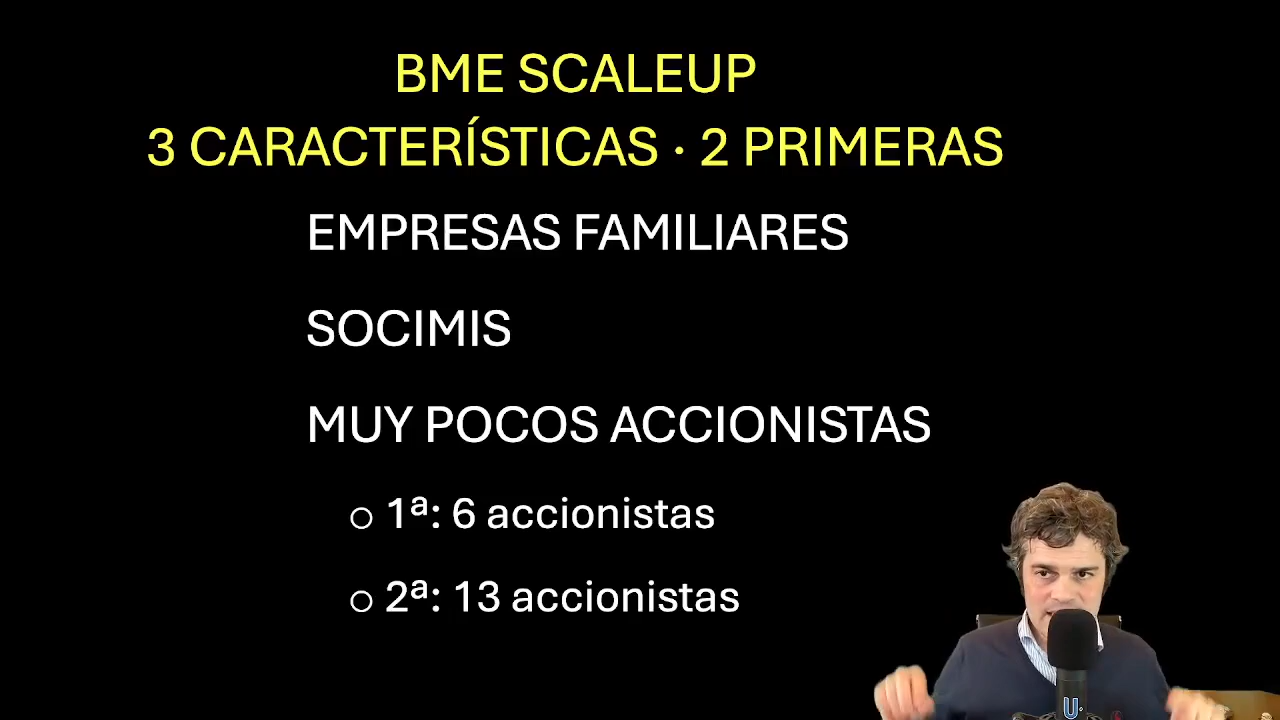 BME SCALEUP
3 CARACTERÍSTICAS · 2 PRIMERAS
EMPRESAS FAMILIARES
SOCIMIS
MUY POCOS ACCIONISTAS
o 1ª: 6 accionistas
o 2ª: 13 accionistas
U